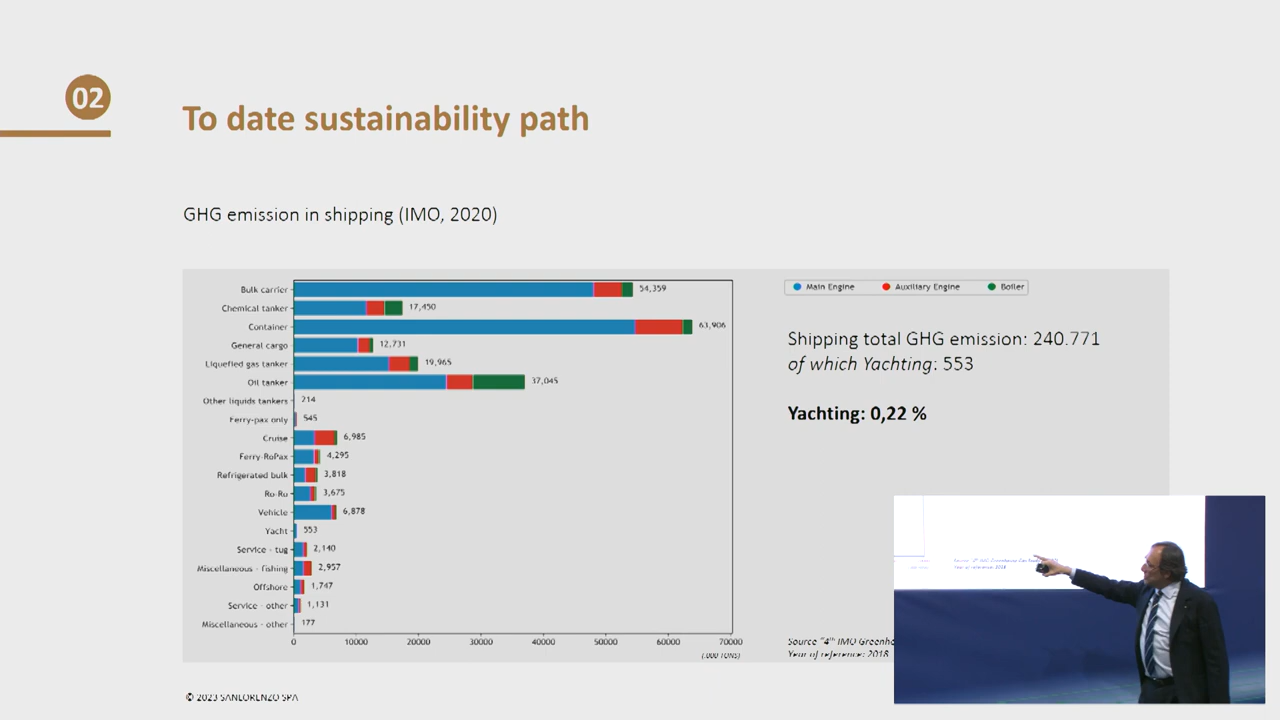 02
To date sustainability path
GHG emission in shipping (IMO, 2020)
Main Engine Auxiliary Engine Boiler
Bulk carrier 54,359
Chemical tanker 17,450
Container 63,906
General cargo 12,731
Liquefied gas tanker 19,965
Oil tanker 37,045
Other liquids tankers 214
Ferry-pax only 545
Cruise 6,985
Ferry-RoPax 4,295
Refrigerated bulk 3,818
Ro-Ro 3,675
Vehicle 6,878
Yacht 553
Service - tug 2,140
Miscellaneous - fishing 2,957
Offshore 1,747
Service - other 1,131
Miscellaneous - other 177
0 10000 20000 30000 40000 50000 60000 70000
(.000 TONS)
Shipping total GHG emission: 240.771
of which Yachting: 553
Yachting: 0,22 %
Source "4th IMO
Year of reference: 2018
Year of reference: 2018
© 2023 SANLORENZO SPA